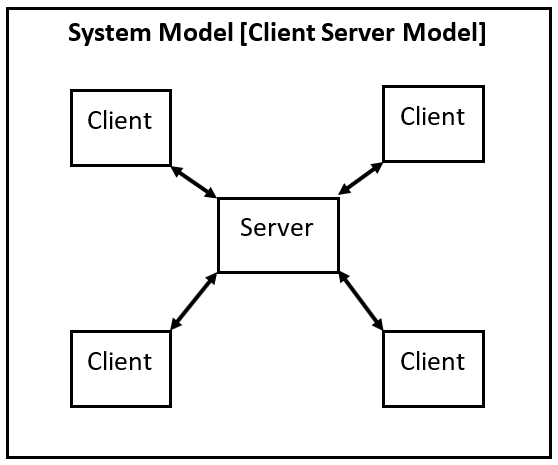 System Model [Client Server Model]
Client
Client
Server
Client
Client